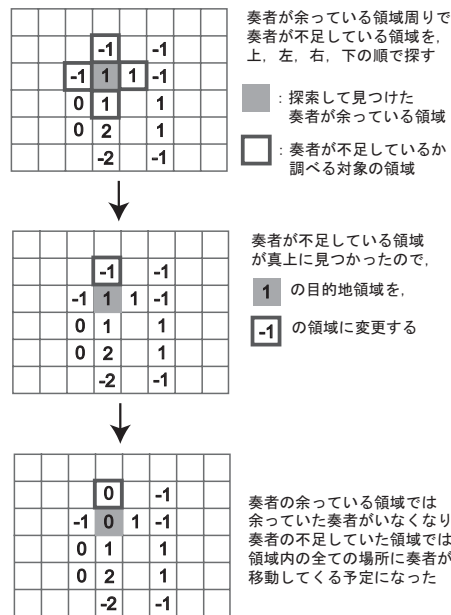 奏者が余っている領域周りで
奏者が不足している領域を,
上, 左, 右, 下の順で探す
-1 -1
-1 1 1 -1
0 1 1
0 2 1
-2 -1
: 探索して見つけた
奏者が余っている領域
: 奏者が不足しているか
調べる対象の領域
奏者が不足している領域
が真上に見つかったので,
-1 -1
-1 1 1 -1
0 1 1
0 2 1
-2 -1
1 の目的地領域を,
-1 の領域に変更する
0 -1
-1 0 1 -1
0 1 1
0 2 1
-2 -1
奏者の余っている領域では
余っていた奏者がいなくなり
奏者の不足していた領域では
領域内の全ての場所に奏者が
移動してくる予定になった